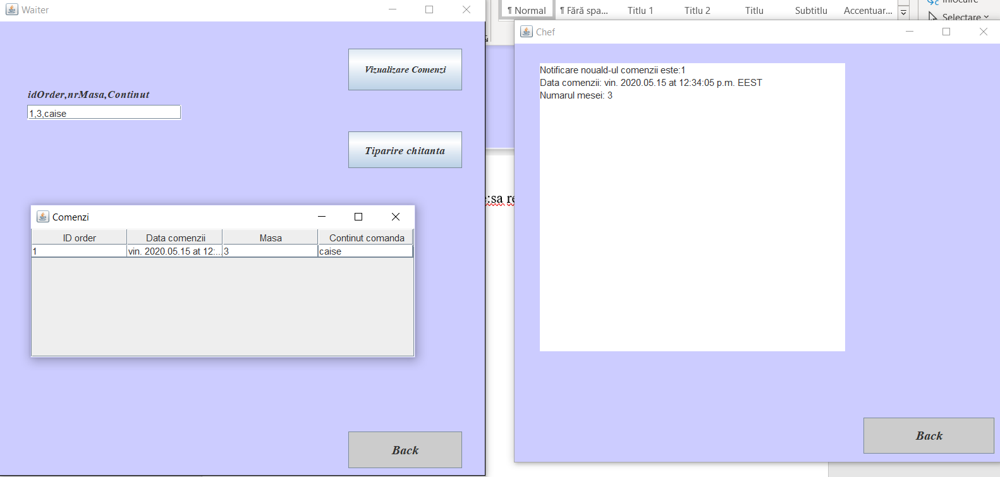 Waiter
Vizualizare Comenzi
idOrder,nrMasa,Continut
1,3,caise
Tiparire chitanta
Comenzi
ID order Data comenzii Masa Continut comanda
1 vin. 2020.05.15 at 12:... 3 caise
Back
¶ Normal ¶ Fără spa... Titlu 1 Titlu 2 Titlu Subtitlu Accentuar...
Selectare
:sa
Chef
Notificare nouaId-ul comenzii este:1
Data comenzii: vin. 2020.05.15 at 12:34:05 p.m. EEST
Numarul mesei: 3
Back